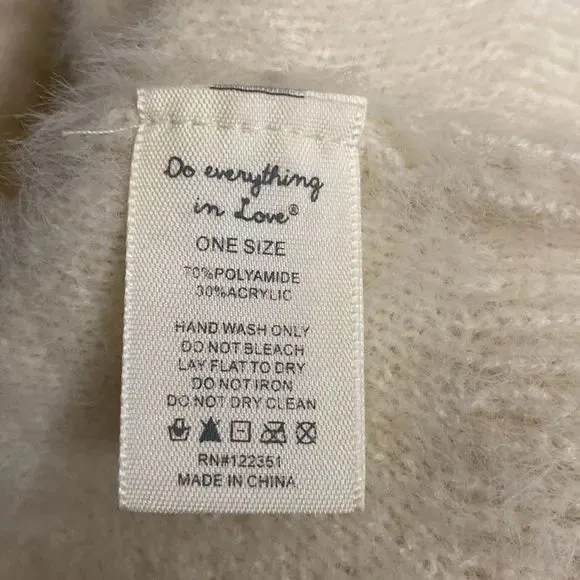 Do everything
in Love®
ONE SIZE
70%POLYAMIDE
30%ACRYLIC
HAND WASH ONLY
DO NOT BLEACH
LAY FLAT TO DRY
DO NOT IRON
DO NOT DRY CLEAN
RN#122351
MADE IN CHINA